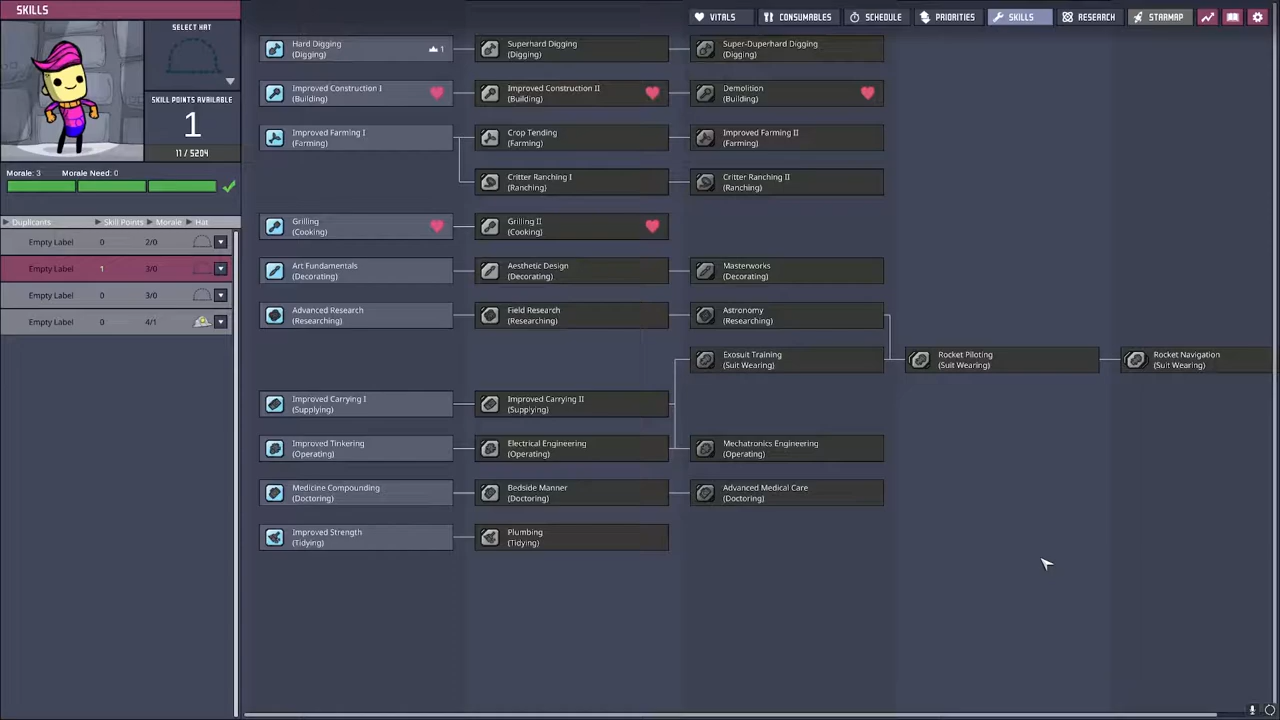 SKILLS
VITALS
CONSUMABLES
SCHEDULE
PRIORITIES
SKILLS
RESEARCH
STARMAP
SELECT HAT
SKILL POINTS AVAILABLE
1
11 / 5204
Morale: 3
Morale Need: 0
Duplicants
Skill Points
Morale
Hat
Empty Label 0 2/0
Empty Label 1 3/0
Empty Label 0 3/0
Empty Label 0 4/1
Hard Digging
(Digging)
1
Superhard Digging
(Digging)
Super-Duperhard Digging
(Digging)
Improved Construction I
(Building)
Improved Construction II
(Building)
Demolition
(Building)
Improved Farming I
(Farming)
Crop Tending
(Farming)
Improved Farming II
(Farming)
Critter Ranching I
(Ranching)
Critter Ranching II
(Ranching)
Grilling
(Cooking)
Grilling II
(Cooking)
Art Fundamentals
(Decorating)
Aesthetic Design
(Decorating)
Masterworks
(Decorating)
Advanced Research
(Researching)
Field Research
(Researching)
Astronomy
(Researching)
Exosuit Training
(Suit Wearing)
Rocket Piloting
(Suit Wearing)
Rocket Navigation
(Suit Wearing)
Improved Carrying I
(Supplying)
Improved Carrying II
(Supplying)
Improved Tinkering
(Operating)
Electrical Engineering
(Operating)
Mechatronics Engineering
(Operating)
Medicine Compounding
(Doctoring)
Bedside Manner
(Doctoring)
Advanced Medical Care
(Doctoring)
Improved Strength
(Tidying)
Plumbing
(Tidying)